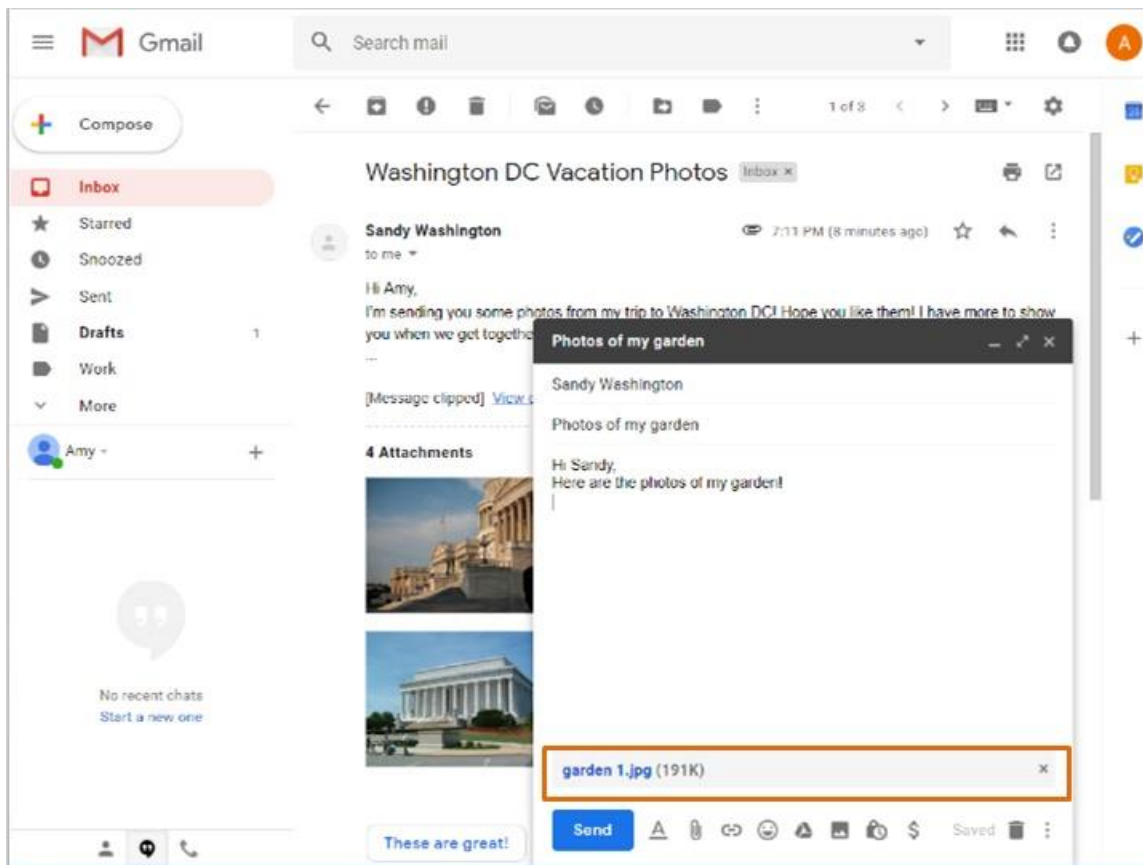 Gmail
Search mail
A
Compose
1 of 3
Inbox
Starred
Snoozed
Sent
Drafts 1
Work
More
Amy
No recent chats
Start a new one
Washington DC Vacation Photos Inbox ×
Sandy Washington
7:11 PM (8 minutes ago)
to me
Hi Amy,
I'm sending you some photos from my trip to Washington DC! Hope you like them! I have more to show
you when we get togethe
...
[Message clipped] View
4 Attachments
These are great!
Photos of my garden
Sandy Washington
Photos of my garden
Hi Sandy,
Here are the photos of my garden!
garden 1.jpg (191K)
Send
Saved